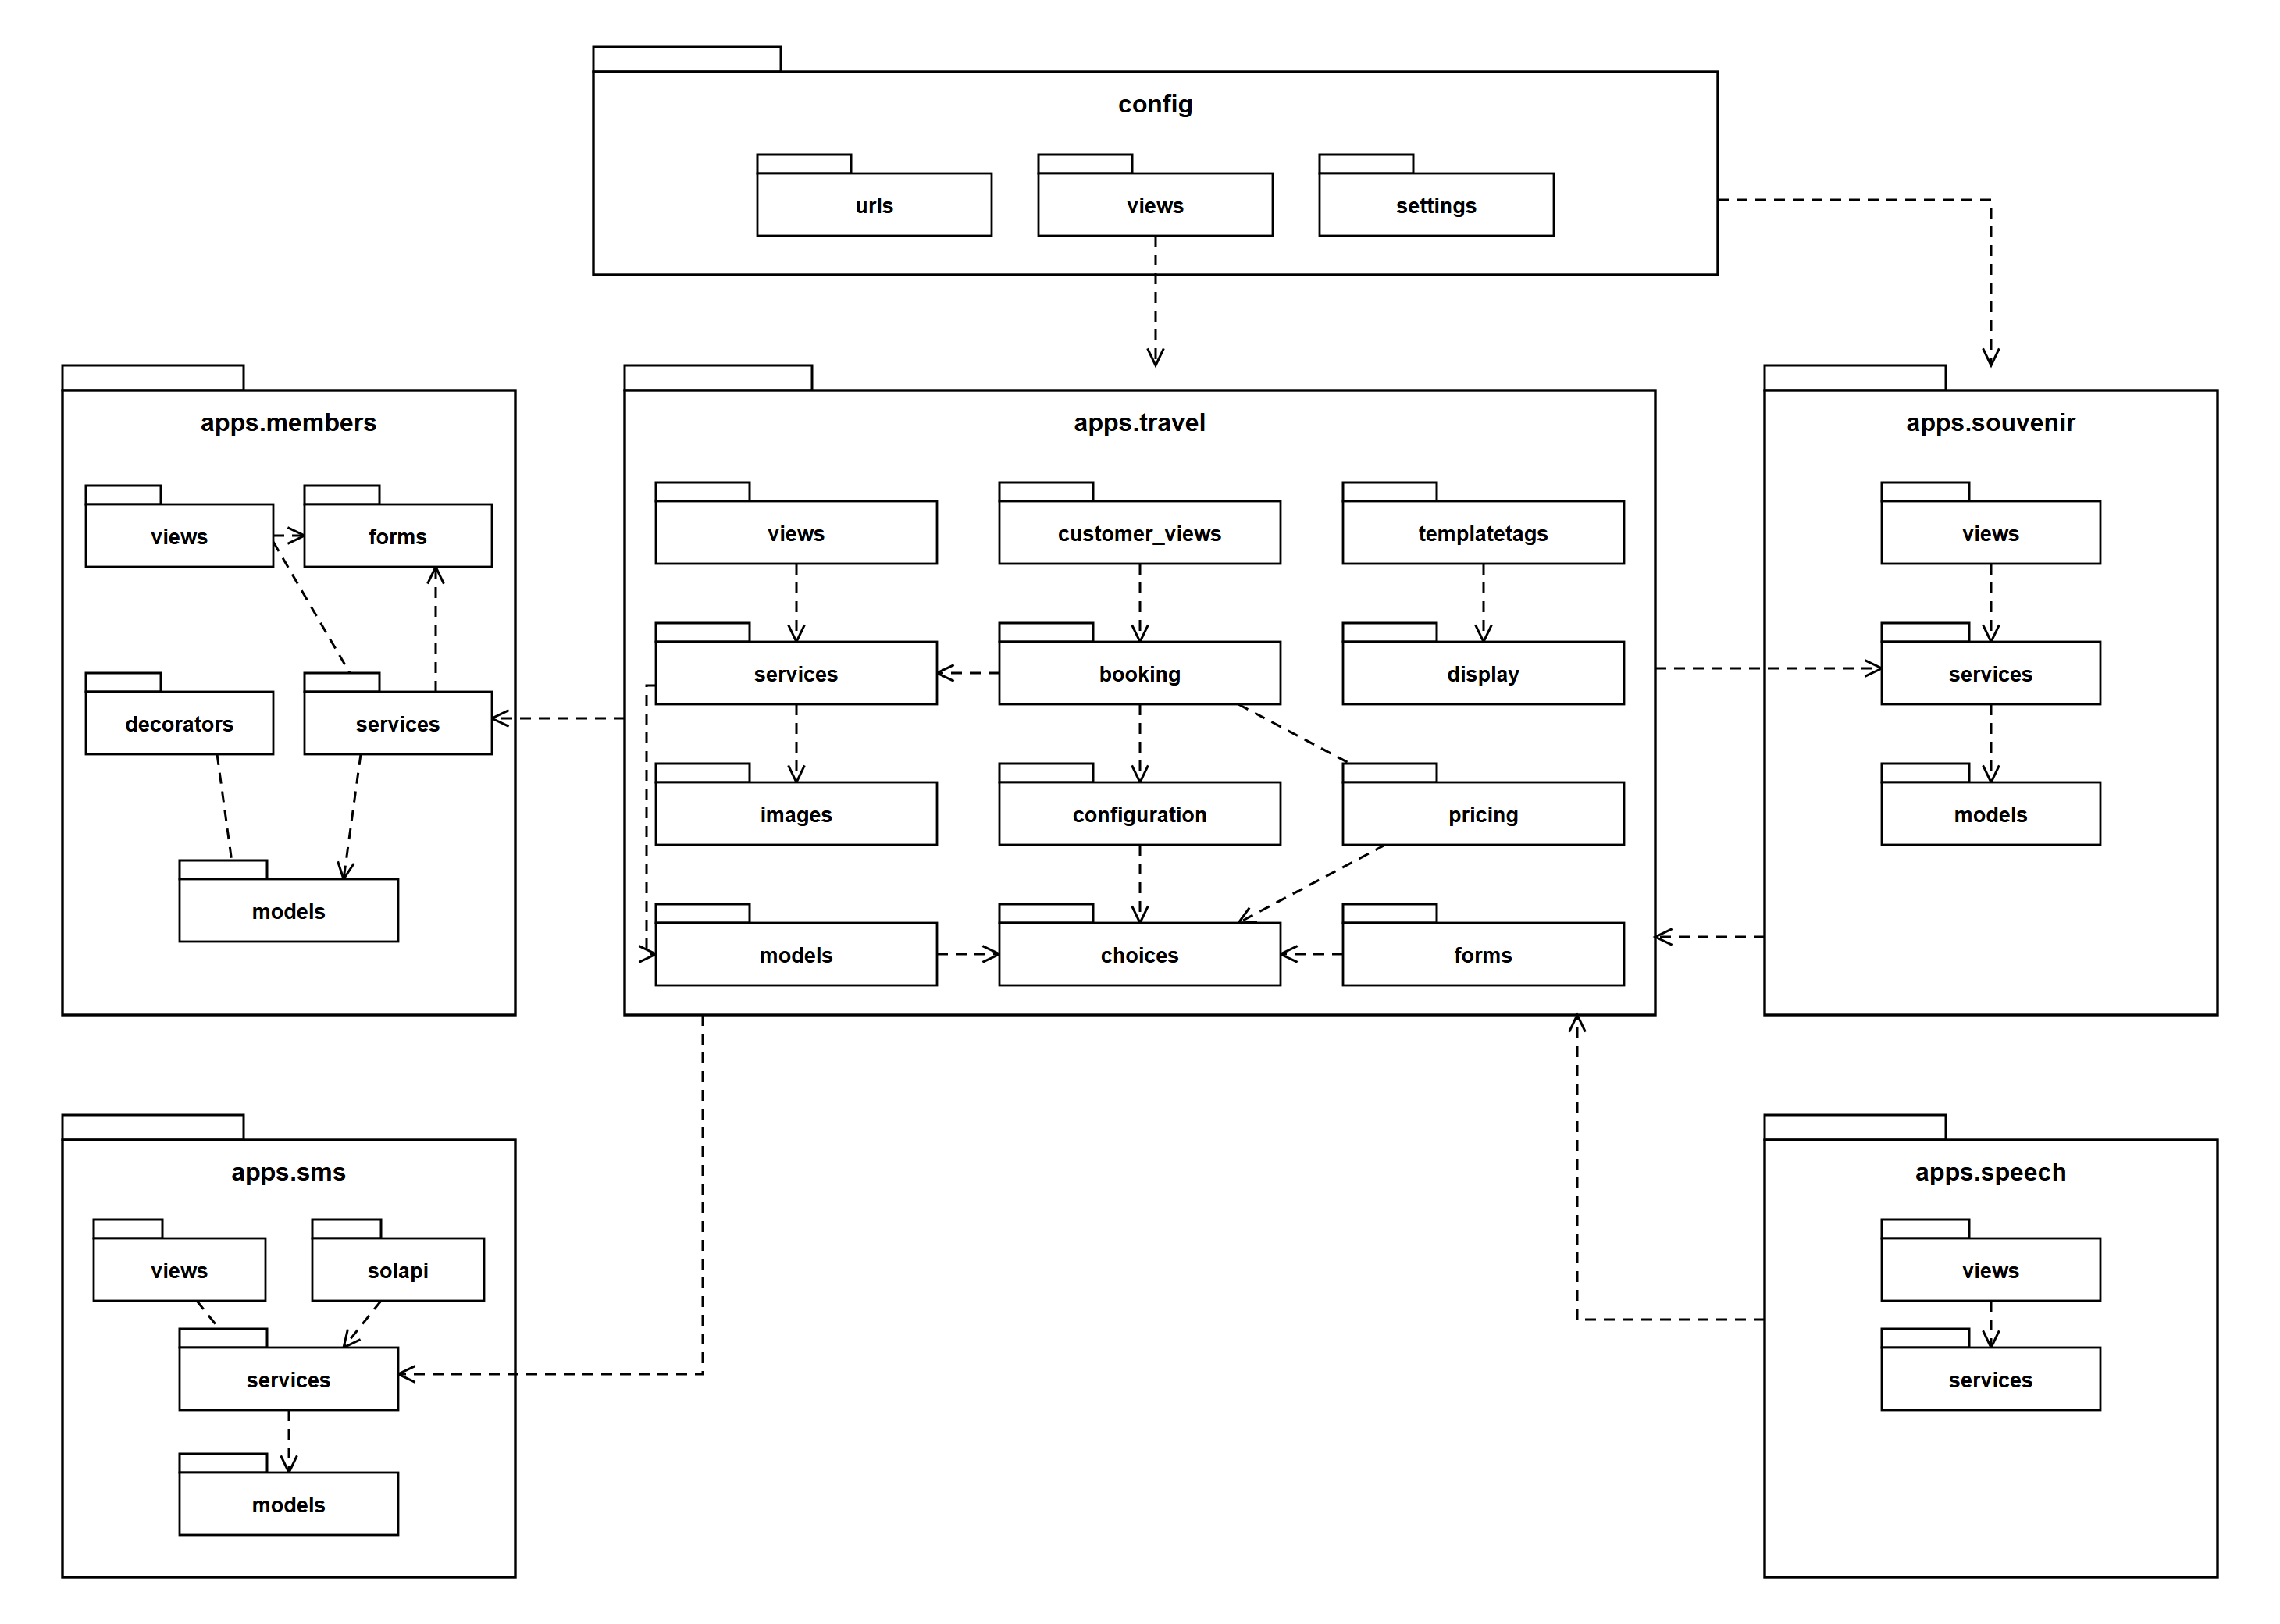 config
urls
views
settings
apps.members
views
forms
decorators
services
models
apps.travel
views
customer_views
templatetags
services
booking
display
images
configuration
pricing
models
choices
forms
apps.souvenir
views
services
models
apps.sms
views
solapi
services
models
apps.speech
views
services